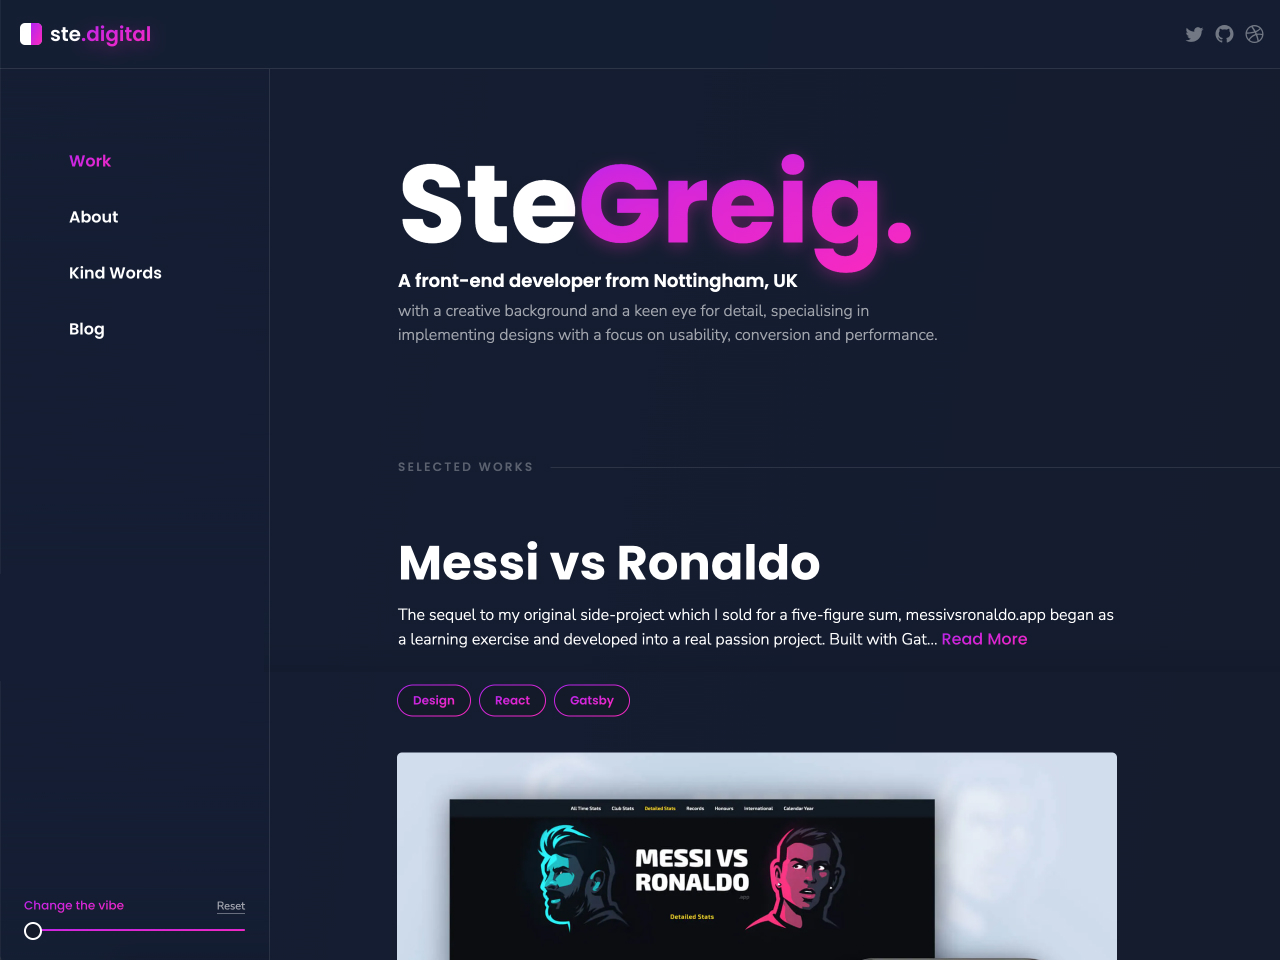 ste.digital
Work
About
Kind Words
Blog
SteGreig.
A front-end developer from Nottingham, UK
with a creative background and a keen eye for detail, specialising in
implementing designs with a focus on usability, conversion and performance.
SELECTED WORKS
Messi vs Ronaldo
The sequel to my original side-project which I sold for a five-figure sum, messivsronaldo.app began as
a learning exercise and developed into a real passion project. Built with Gat... Read More
Design React Gatsby
All Time Stats Club Stats Detailed Stats Records Honours International Calendar Year
MESSI VS
RONALDO
Detailed Stats
Change the vibe Reset